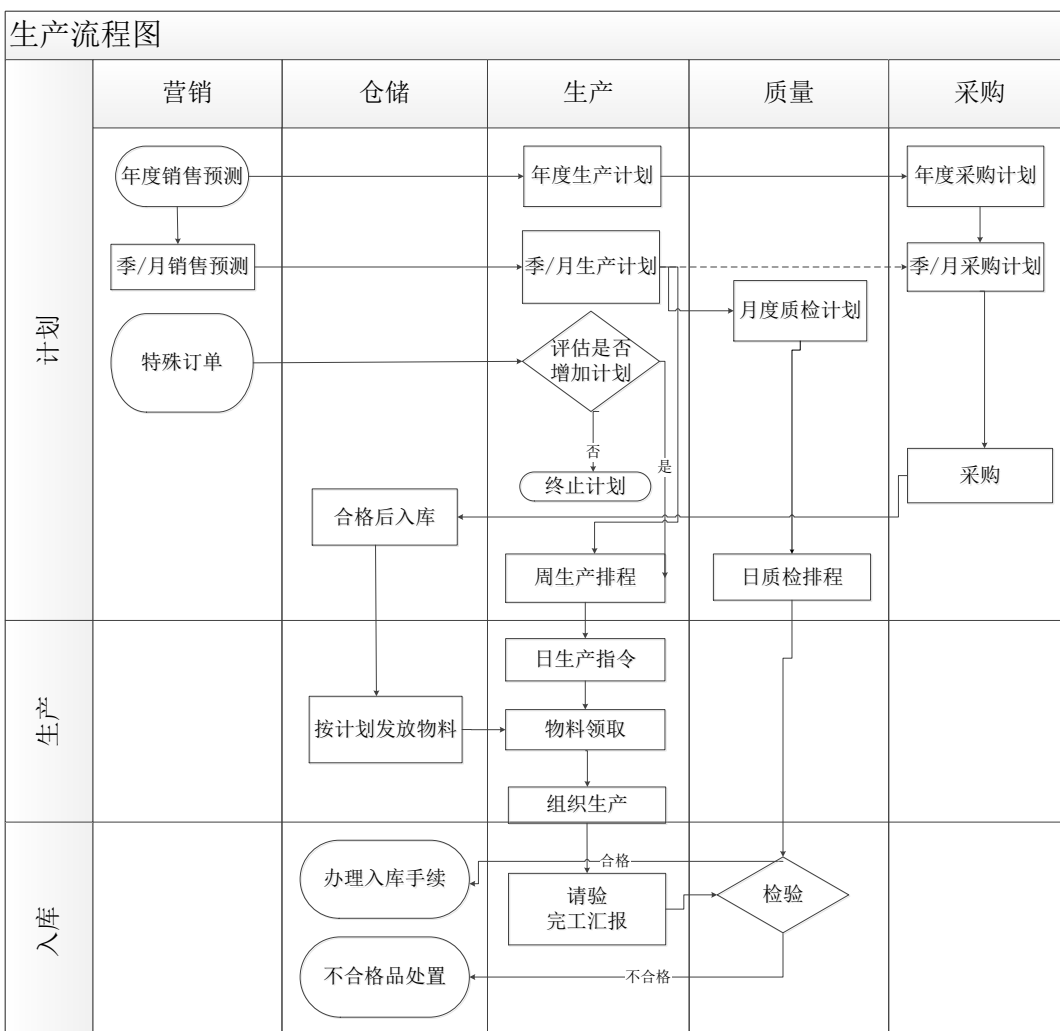 生产流程图
营销
仓储
生产
质量
采购
计划
年度销售预测
年度生产计划
年度采购计划
季/月销售预测
季/月生产计划
季/月采购计划
月度质检计划
特殊订单
评估是否
增加计划
否
是
终止计划
采购
合格后入库
周生产排程
日质检排程
生产
日生产指令
按计划发放物料
物料领取
组织生产
入库
合格
办理入库手续
请验
完工汇报
检验
不合格品处置
不合格